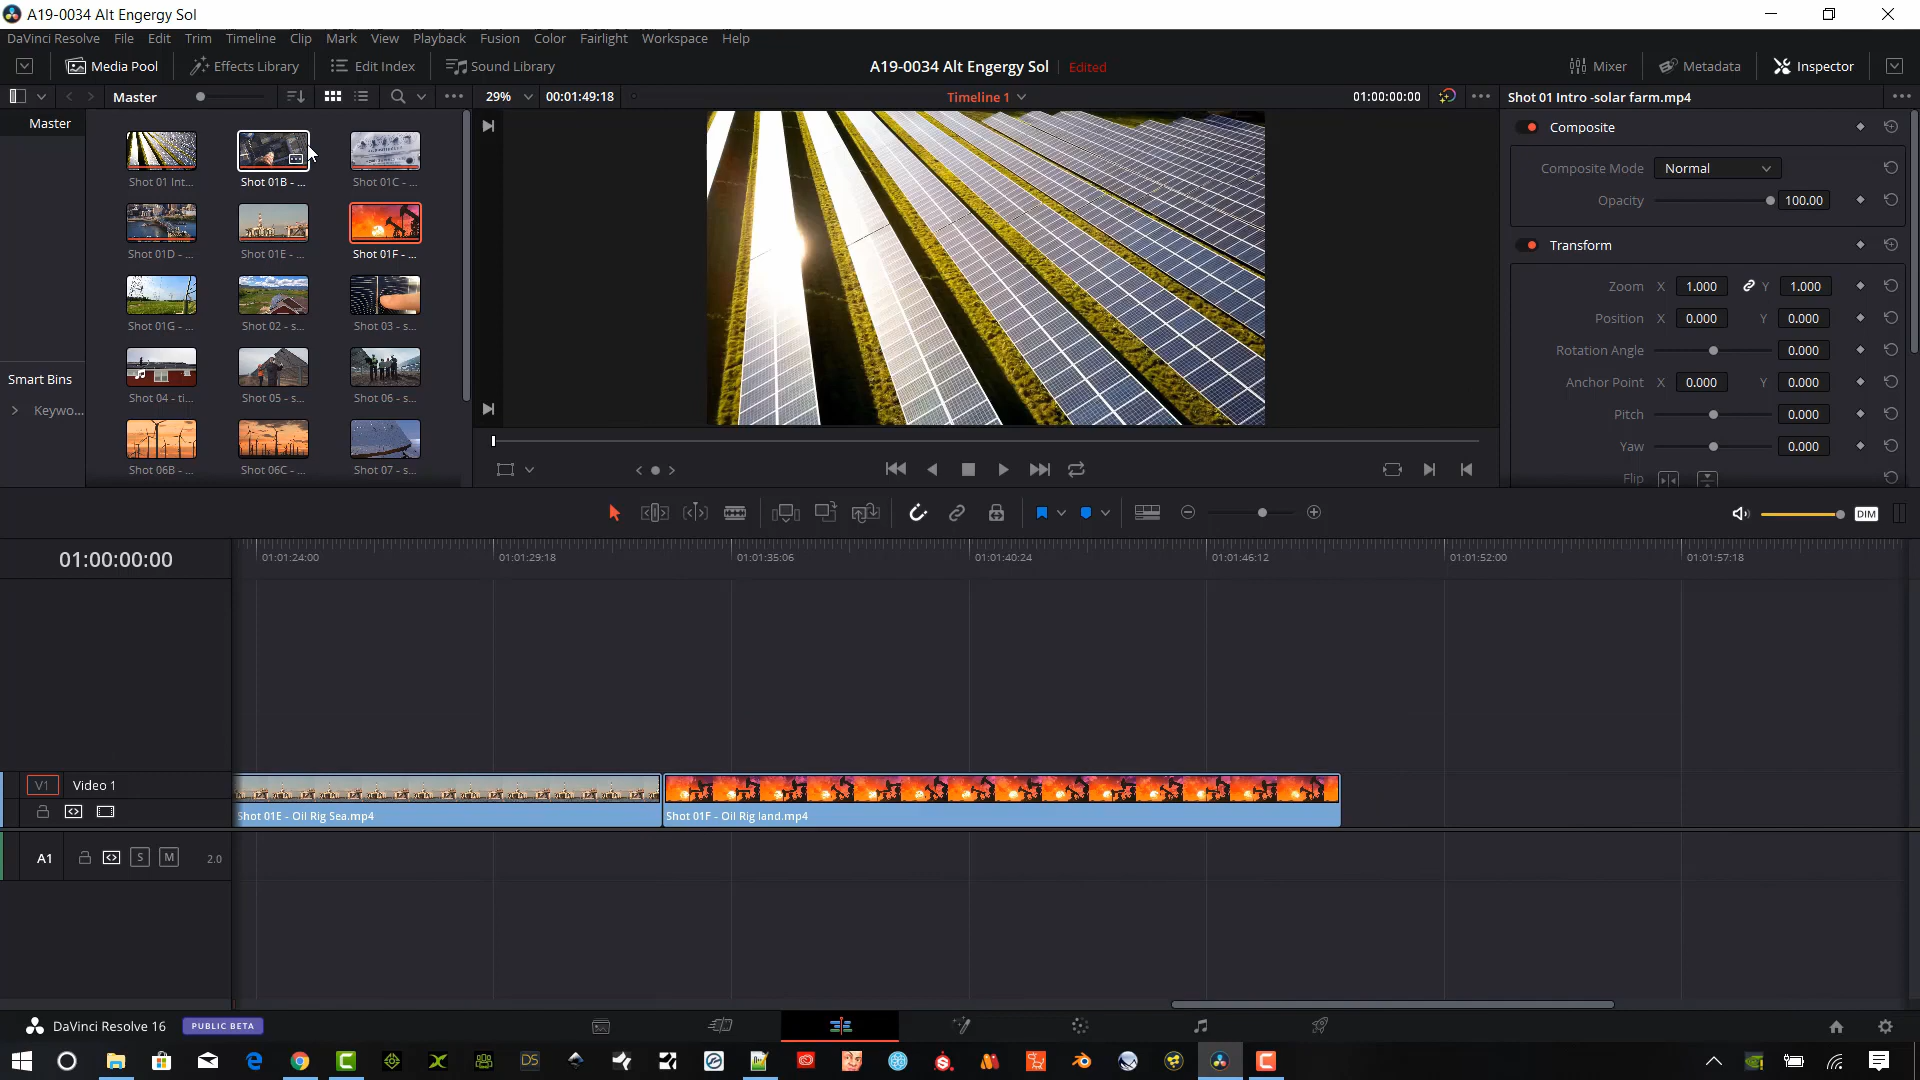 A19-0034 Alt Engergy Sol
DaVinci Resolve File Edit Trim Timeline Clip Mark View Playback Fusion Color Fairlight Workspace Help
Media Pool Effects Library Edit Index Sound Library A19-0034 Alt Engergy Sol Edited Mixer Metadata Inspector
Master 29% 00:01:49:18 Timeline 1 01:00:00:00 Shot 01 Intro -solar farm.mp4
Master
Composite
Composite Mode Normal
Opacity 100.00
Transform
Zoom X 1.000 Y 1.000
Position X 0.000 Y 0.000
Rotation Angle 0.000
Anchor Point X 0.000 Y 0.000
Pitch 0.000
Yaw 0.000
Flip
Shot 01 Int... Shot 01B - ... Shot 01C - ...
Shot 01D - ... Shot 01E - ... Shot 01F - ...
Shot 01G - ... Shot 02 - s... Shot 03 - s...
Shot 04 - ti... Shot 05 - s... Shot 06 - s...
Shot 06B - ... Shot 06C - ... Shot 07 - s...
Smart Bins
Keywo...
DIM
01:00:00:00
01:01:24:00 01:01:29:18 01:01:35:06 01:01:40:24 01:01:46:12 01:01:52:00 01:01:57:18
V1 Video 1
Shot 01E - Oil Rig Sea.mp4 Shot 01F - Oil Rig land.mp4
A1 S M 2.0
DaVinci Resolve 16 PUBLIC BETA
DS